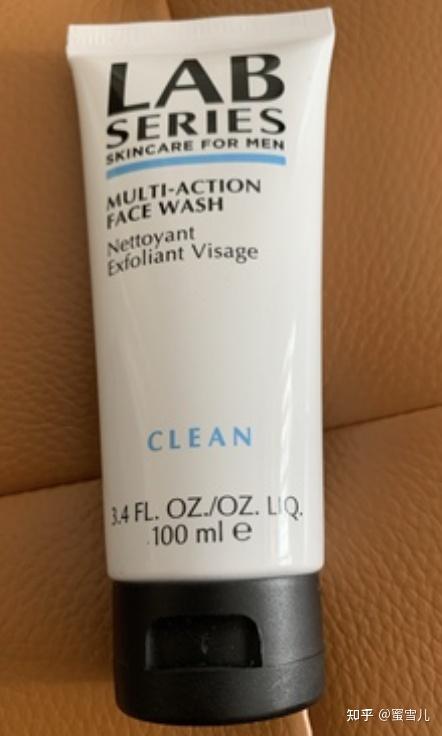 LAB
SERIES
SKINCARE FOR MEN
MULTI-ACTION
FACE WASH
Nettoyant
Exfoliant Visage
CLEAN
3.4 FL. OZ./OZ. LIQ.
100 ml e
知乎 @蜜雪儿